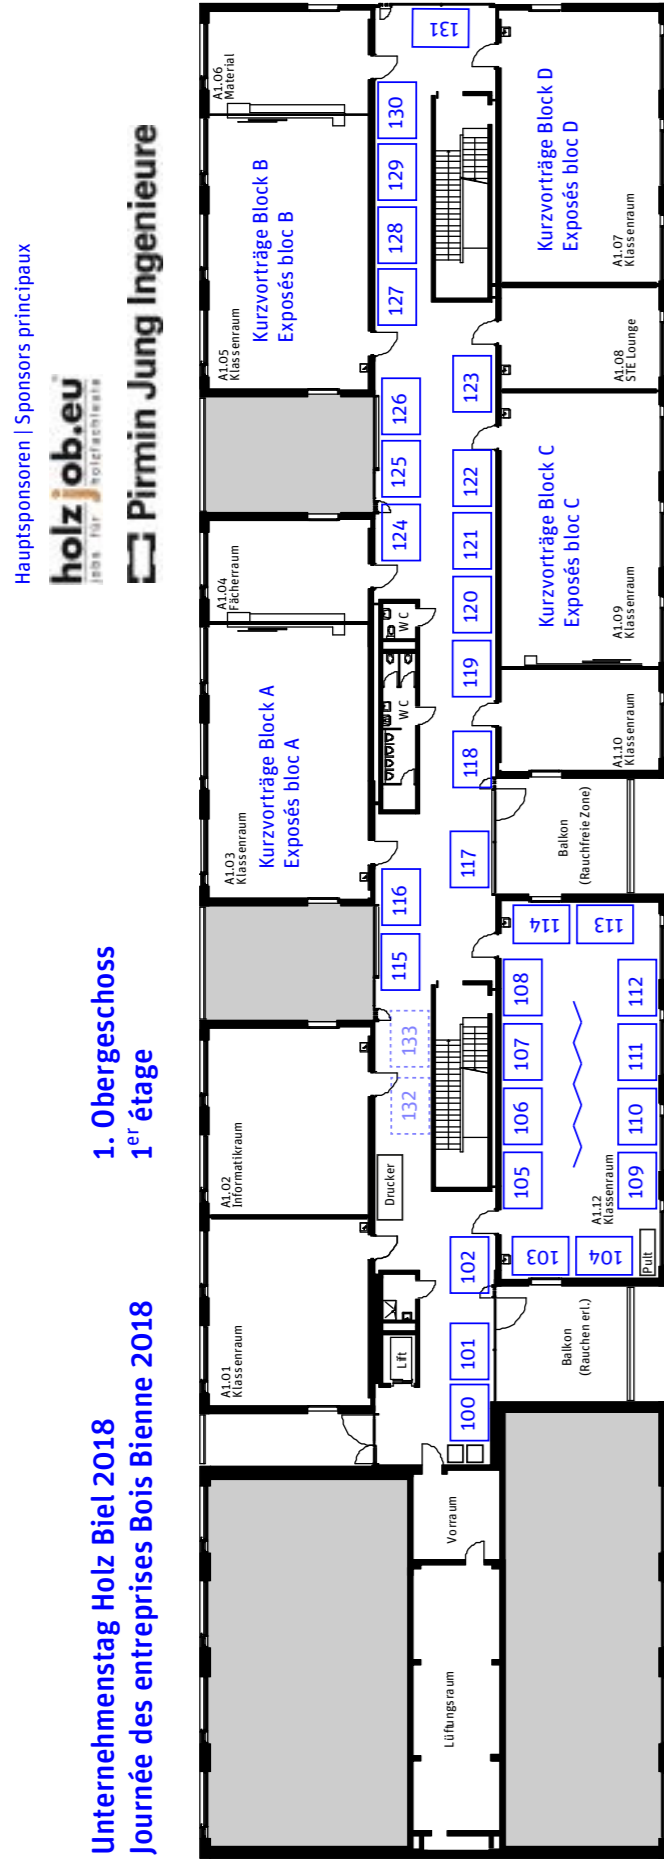 Unternehmenstag Holz Biel 2018
Journée des entreprises Bois Bienne 2018
1. Obergeschoss
1er étage
Hauptsponsoren | Sponsors principaux
holzjob.eu
jobs für holzfachleute
Pirmin Jung Ingenieure
A1.01
Klassenraum
A1.02
Informatikraum
A1.03
Klassenraum
Kurzvorträge Block A
Exposés bloc A
A1.04
Fächerraum
A1.05
Klassenraum
Kurzvorträge Block B
Exposés bloc B
A1.06
Material
Lift
Drucker
132
133
115
116
WC
WC
124
125
126
127
128
129
130
131
Lüftungsraum
Vorraum
100
101
102
117
118
119
120
121
122
123
Balkon
(Rauchen erl.)
103
104
Pult
105
106
107
108
109
110
111
112
113
114
A1.12
Klassenraum
Balkon
(Rauchfreie Zone)
A1.10
Klassenraum
Kurzvorträge Block C
Exposés bloc C
A1.09
Klassenraum
A1.08
STE Lounge
Kurzvorträge Block D
Exposés bloc D
A1.07
Klassenraum